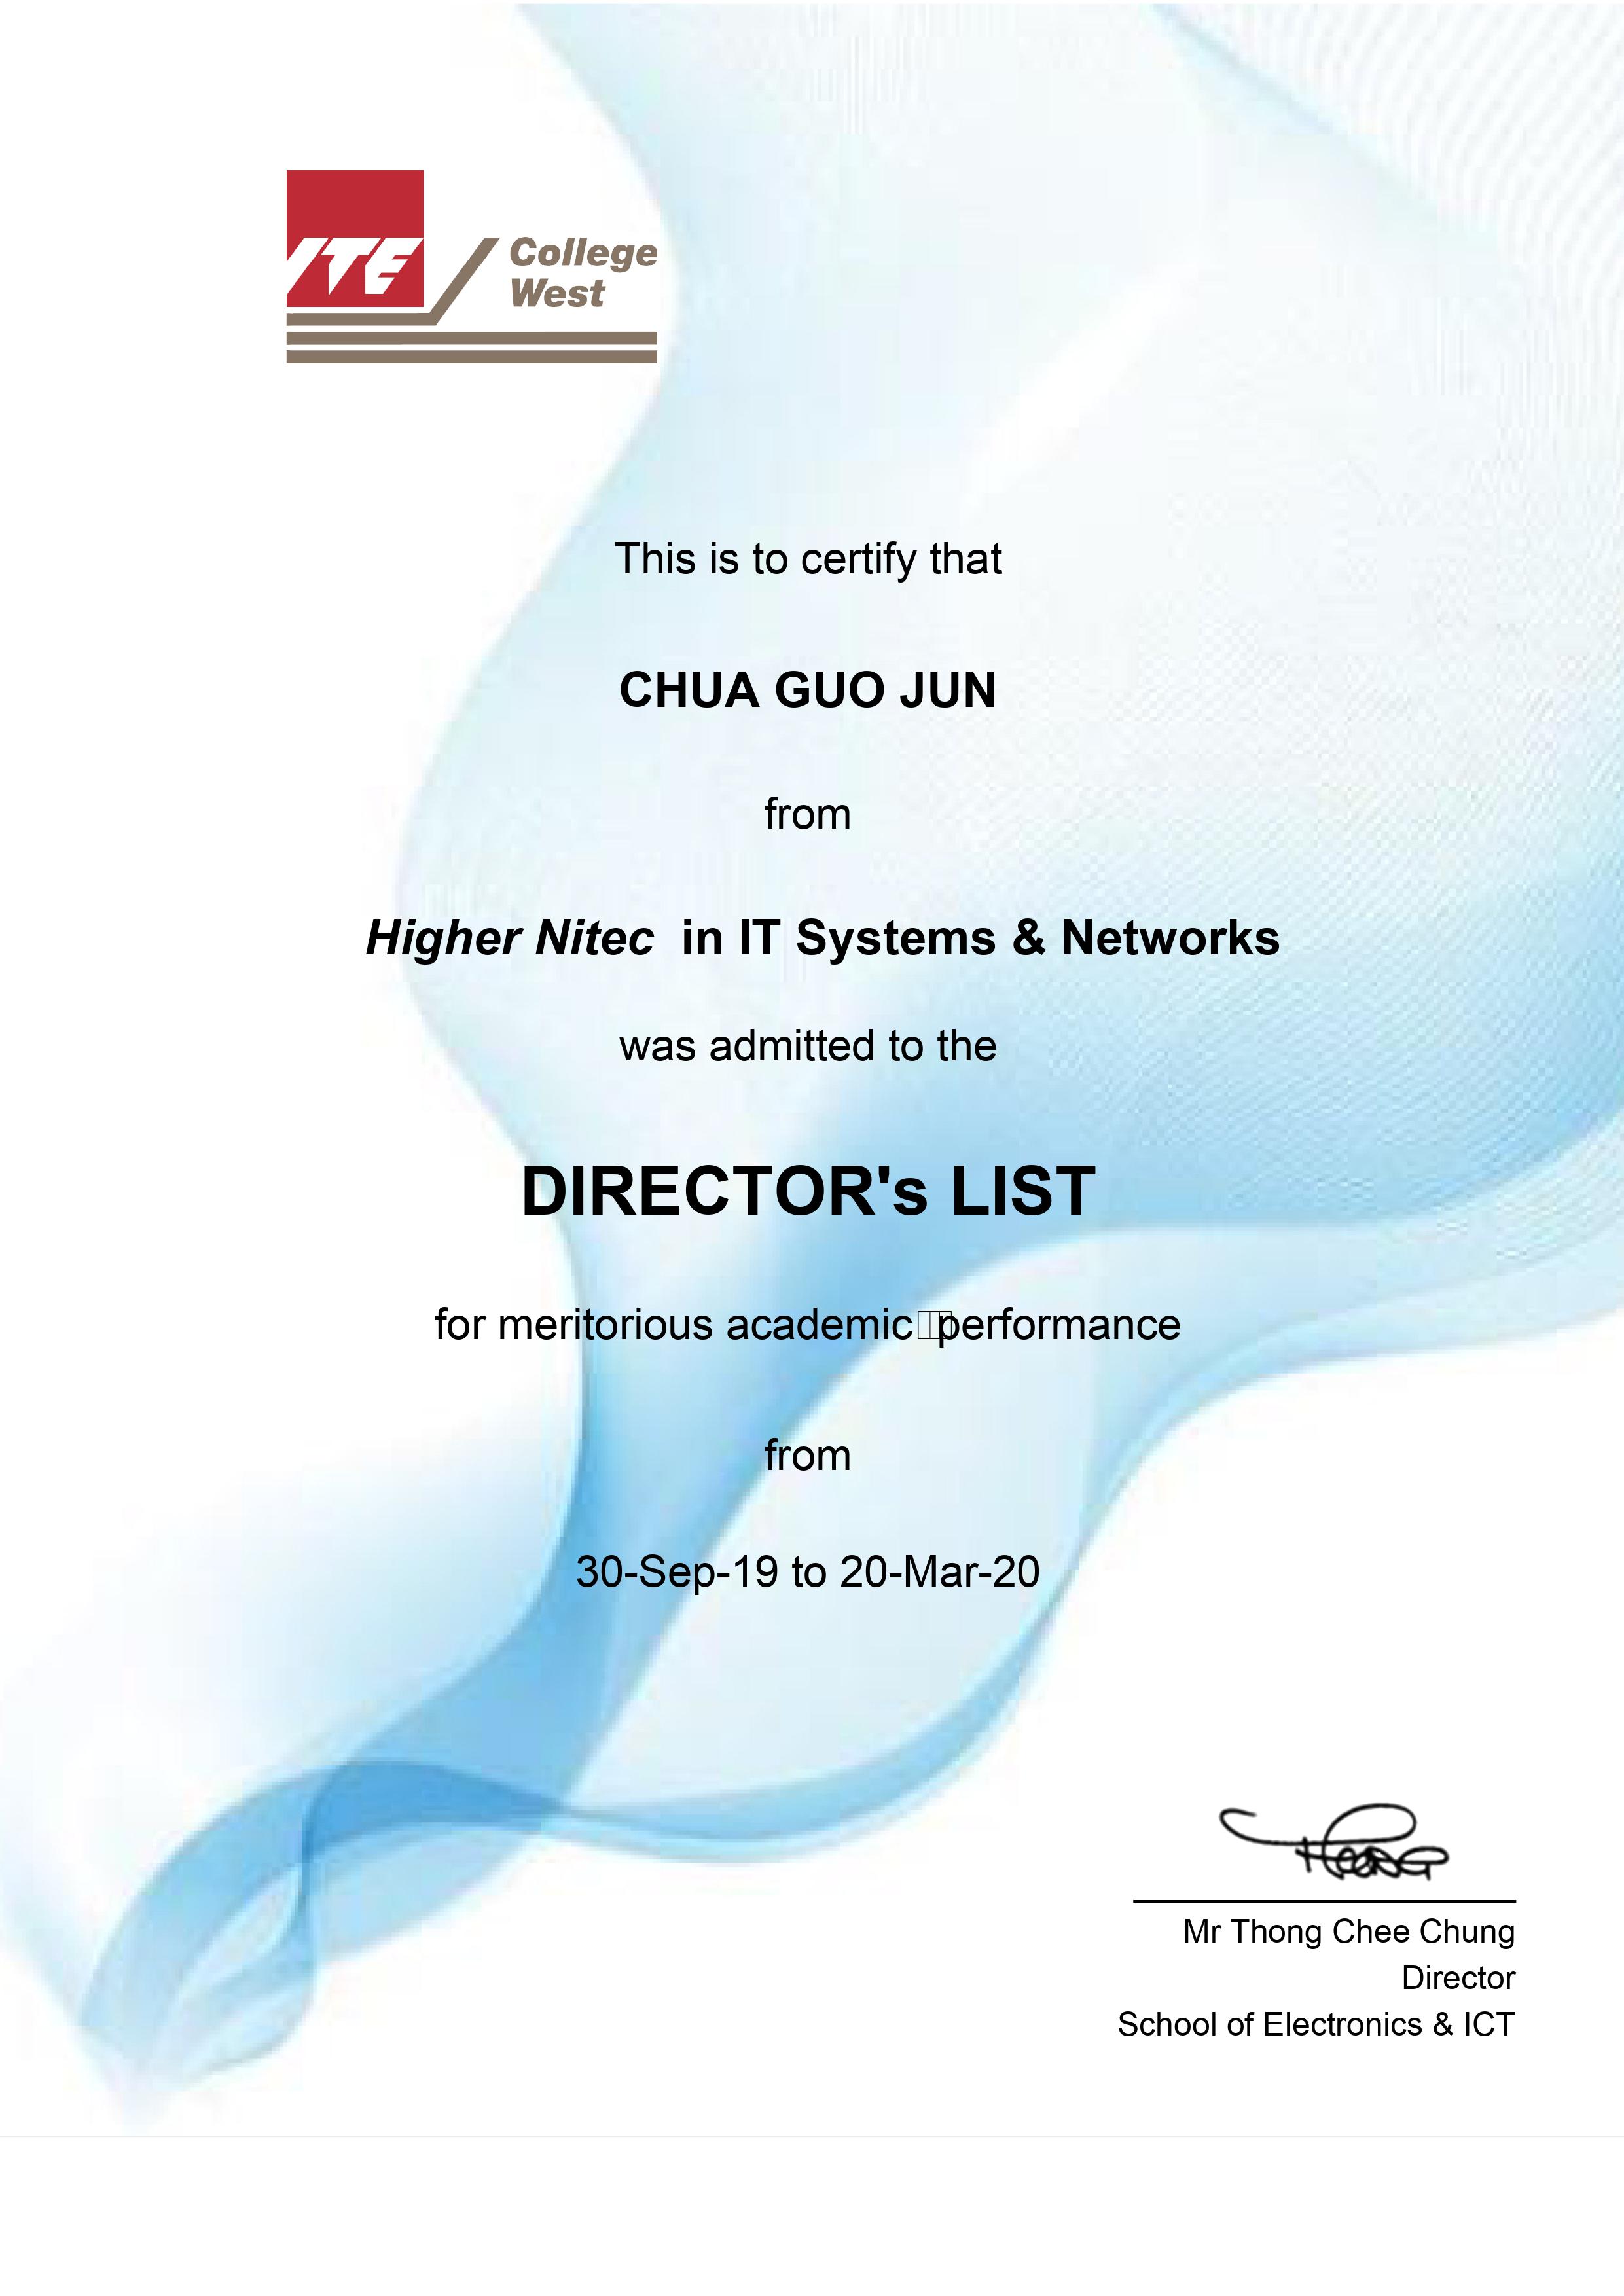 ITE College
West
This is to certify that
CHUA GUO JUN
from
Higher Nitec in IT Systems & Networks
was admitted to the
DIRECTOR's LIST
for meritorious academic performance
from
30-Sep-19 to 20-Mar-20
Mr Thong Chee Chung
Director
School of Electronics & ICT